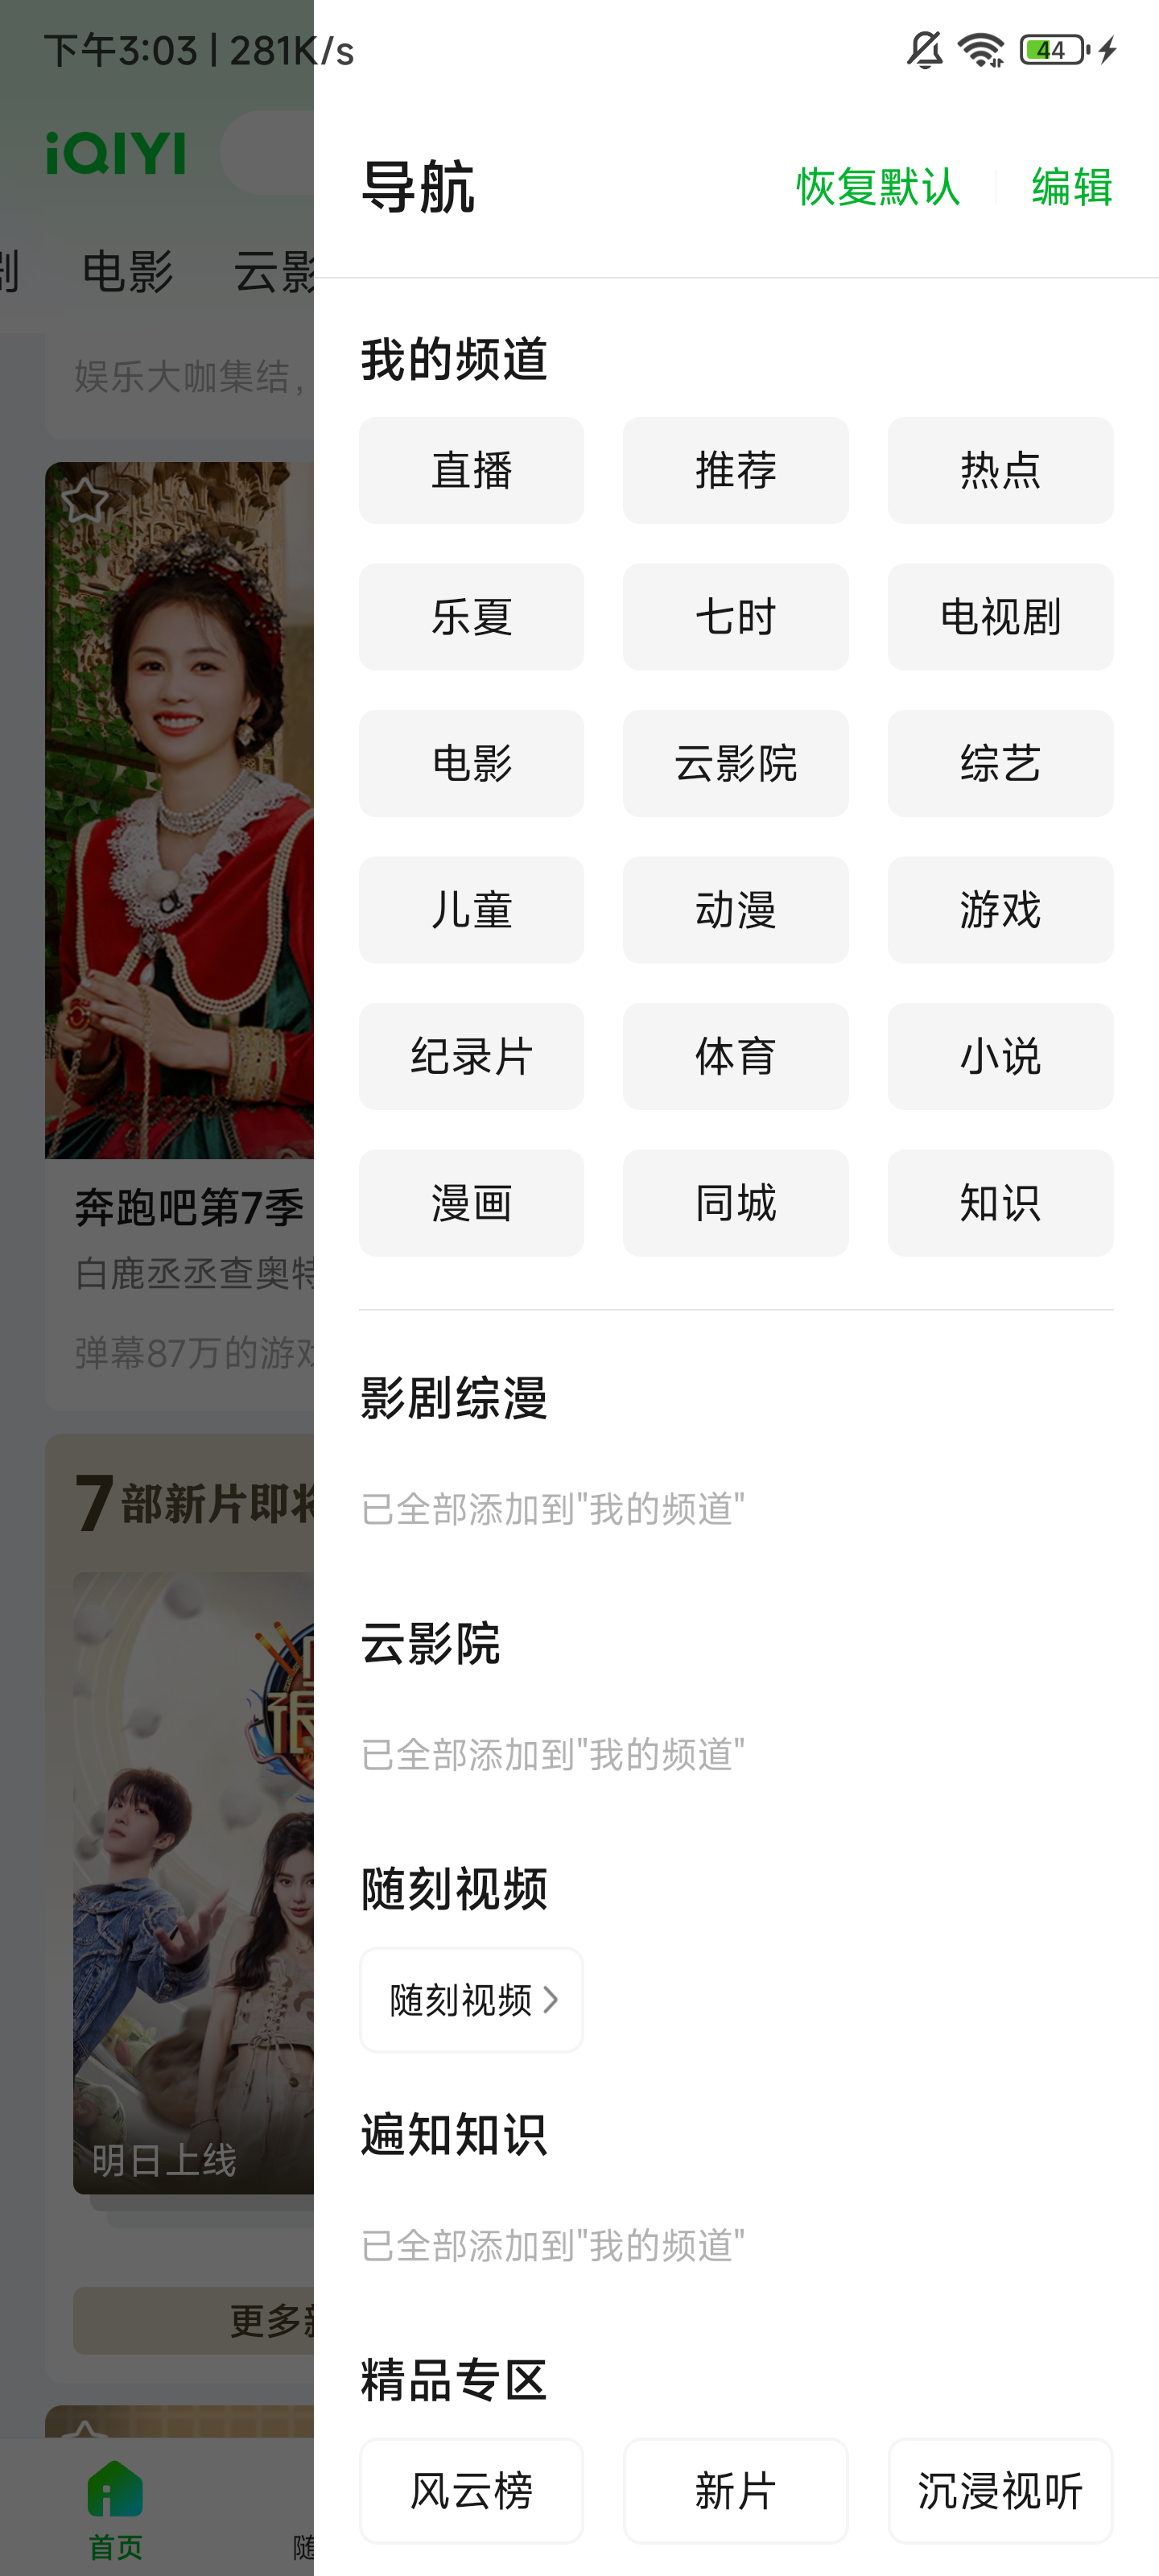 下午3:03 | 281K/s
44
iQIYI
导航
恢复默认
编辑
剧 电影 云影
娱乐大咖集结，
我的频道
直播 推荐 热点
乐夏 七时 电视剧
电影 云影院 综艺
儿童 动漫 游戏
纪录片 体育 小说
漫画 同城 知识
奔跑吧第7季
白鹿丞丞查奥特
弹幕87万的游戏
7部新片即将
明日上线
更多新
首页
随
影剧综漫
已全部添加到"我的频道"
云影院
已全部添加到"我的频道"
随刻视频
随刻视频
遍知知识
已全部添加到"我的频道"
精品专区
风云榜 新片 沉浸视听